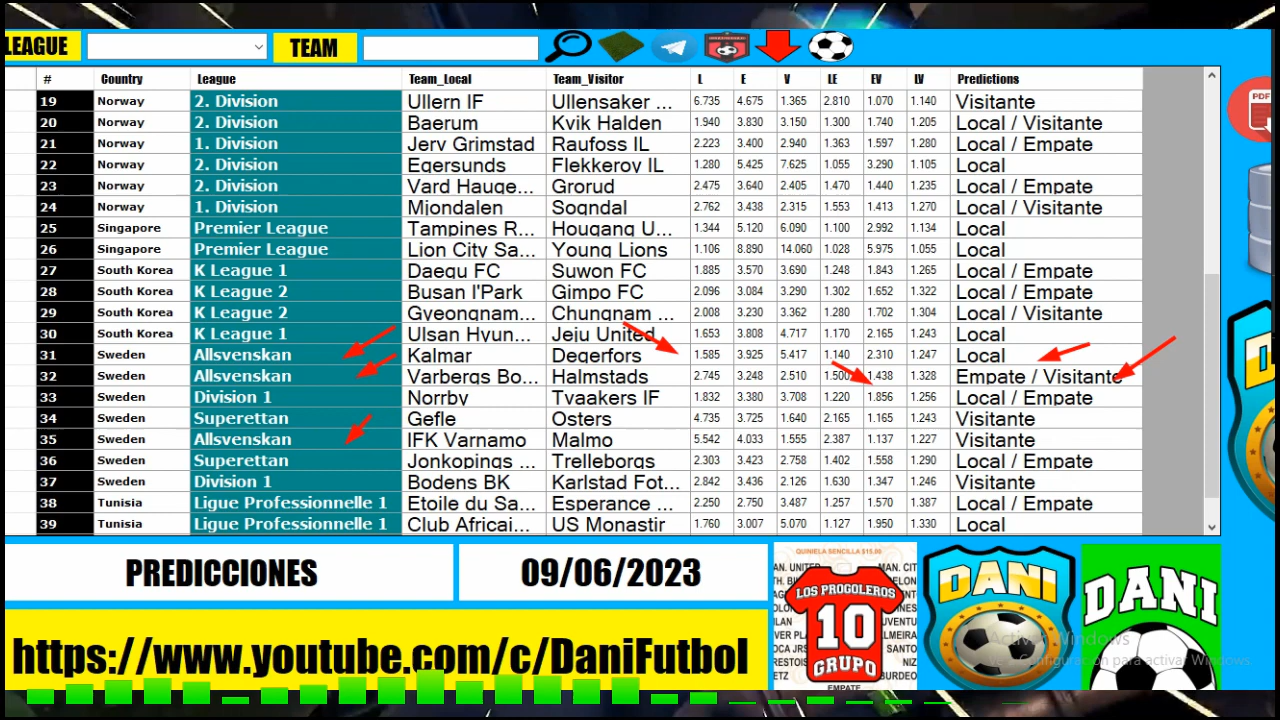 LEAGUE TEAM
# Country League Team_Local Team_Visitor L E V LE EV LV Predictions
19 Norway 2. Division Ullern IF Ullensaker ... 6.735 4.675 1.365 2.810 1.070 1.140 Visitante
20 Norway 2. Division Baerum Kvik Halden 1.940 3.830 3.150 1.300 1.740 1.205 Local / Visitante
21 Norway 1. Division Jerv Grimstad Raufoss IL 2.223 3.400 2.940 1.363 1.597 1.280 Local / Empate
22 Norway 2. Division Egersunds Flekkeroy IL 1.280 5.425 7.625 1.055 3.290 1.105 Local
23 Norway 2. Division Vard Hauge... Grorud 2.475 3.640 2.405 1.470 1.440 1.235 Local / Empate
24 Norway 1. Division Mjondalen Sogndal 2.762 3.438 2.315 1.553 1.413 1.270 Local / Visitante
25 Singapore Premier League Tampines R... Hougang U... 1.344 5.120 6.090 1.100 2.992 1.134 Local
26 Singapore Premier League Lion City Sa... Young Lions 1.106 8.890 14.060 1.028 5.975 1.055 Local
27 South Korea K League 1 Daegu FC Suwon FC 1.885 3.570 3.690 1.248 1.843 1.265 Local / Empate
28 South Korea K League 2 Busan I'Park Gimpo FC 2.096 3.084 3.290 1.302 1.652 1.322 Local / Empate
29 South Korea K League 2 Gyeongnam... Chungnam ... 2.008 3.230 3.362 1.280 1.702 1.304 Local / Visitante
30 South Korea K League 1 Ulsan Hyun... Jeju United 1.653 3.808 4.717 1.170 2.165 1.243 Local
31 Sweden Allsvenskan Kalmar Degerfors 1.585 3.925 5.417 1.140 2.310 1.247 Local
32 Sweden Allsvenskan Varbergs Bo... Halmstads 2.745 3.248 2.510 1.500 1.438 1.328 Empate / Visitante
33 Sweden Division 1 Norrby Tvaakers IF 1.832 3.380 3.708 1.220 1.856 1.256 Local / Empate
34 Sweden Superettan Gefle Osters 4.735 3.725 1.640 2.165 1.165 1.243 Visitante
35 Sweden Allsvenskan IFK Varnamo Malmo 5.542 4.033 1.555 2.387 1.137 1.227 Visitante
36 Sweden Superettan Jonkopings ... Trelleborgs 2.303 3.423 2.758 1.402 1.558 1.290 Local / Empate
37 Sweden Division 1 Bodens BK Karlstad Fot... 2.842 3.436 2.126 1.630 1.347 1.246 Visitante
38 Tunisia Ligue Professionnelle 1 Etoile du Sa... Esperance ... 2.250 2.750 3.487 1.257 1.570 1.387 Local / Empate
39 Tunisia Ligue Professionnelle 1 Club Africai... US Monastir 1.760 3.007 5.070 1.127 1.950 1.330 Local
PDF
PREDICCIONES
09/06/2023
https://www.youtube.com/c/DaniFutbol
QUINIELA SENCILLA $15.00
AN. UNITED MAN. CIT
LOS PROGOLEROS
10
GRUPO
EMPATE
DANI
DANI
Activar Windows